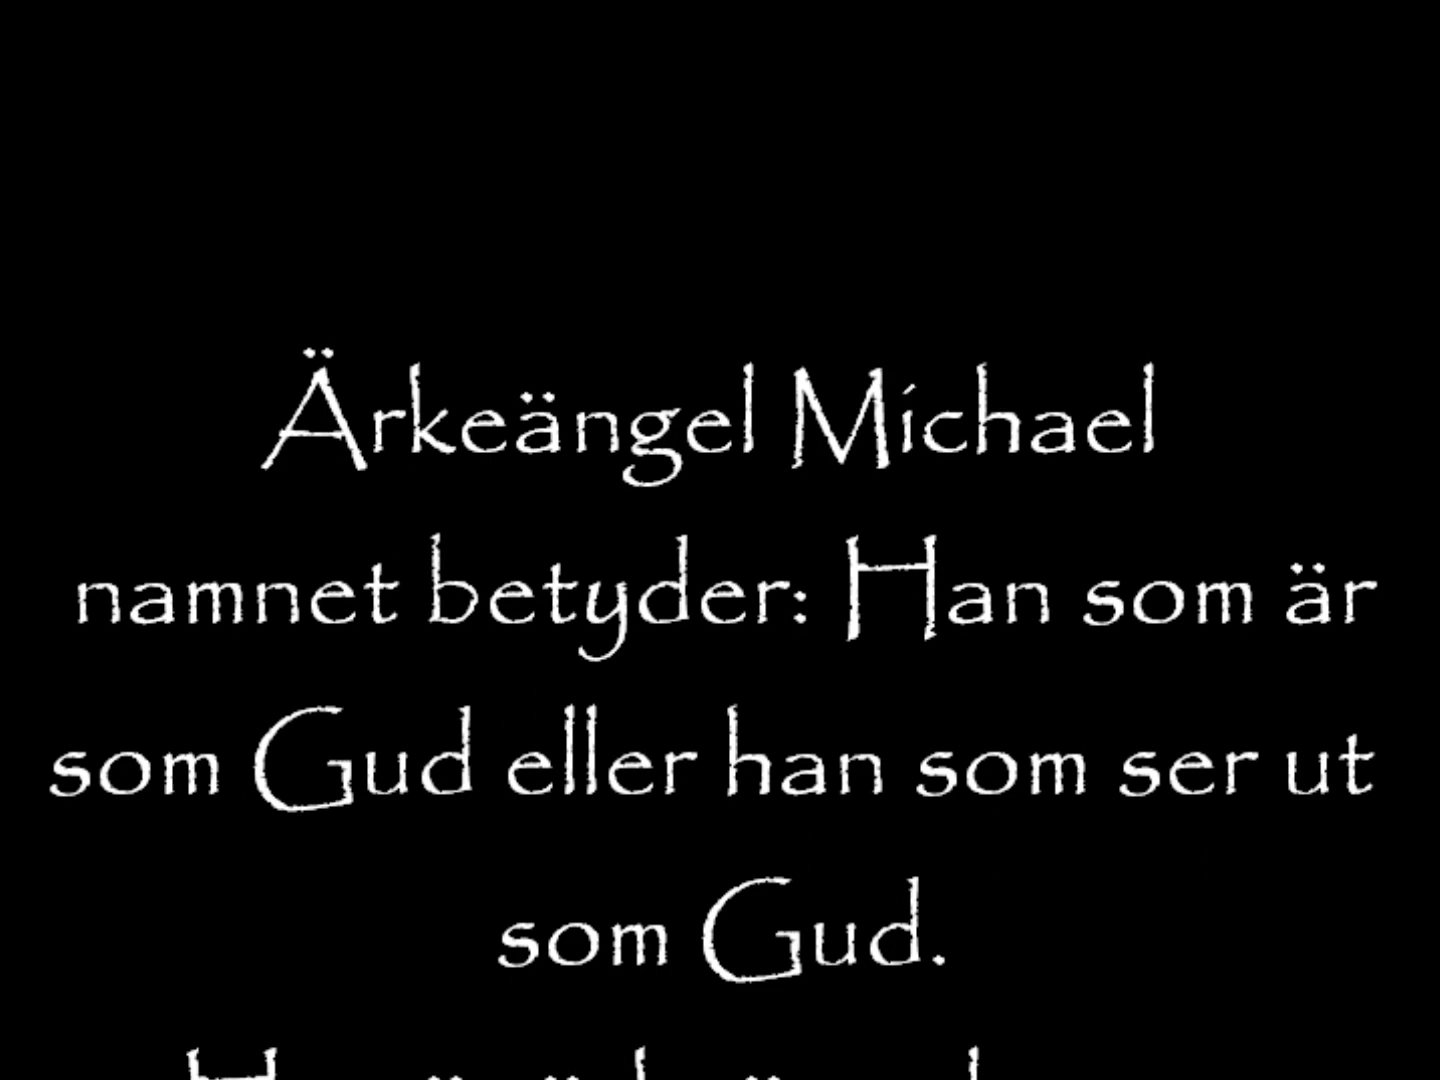 Ärkeängel Michael
namnet betyder: Han som är
som Gud eller han som ser ut
som Gud.